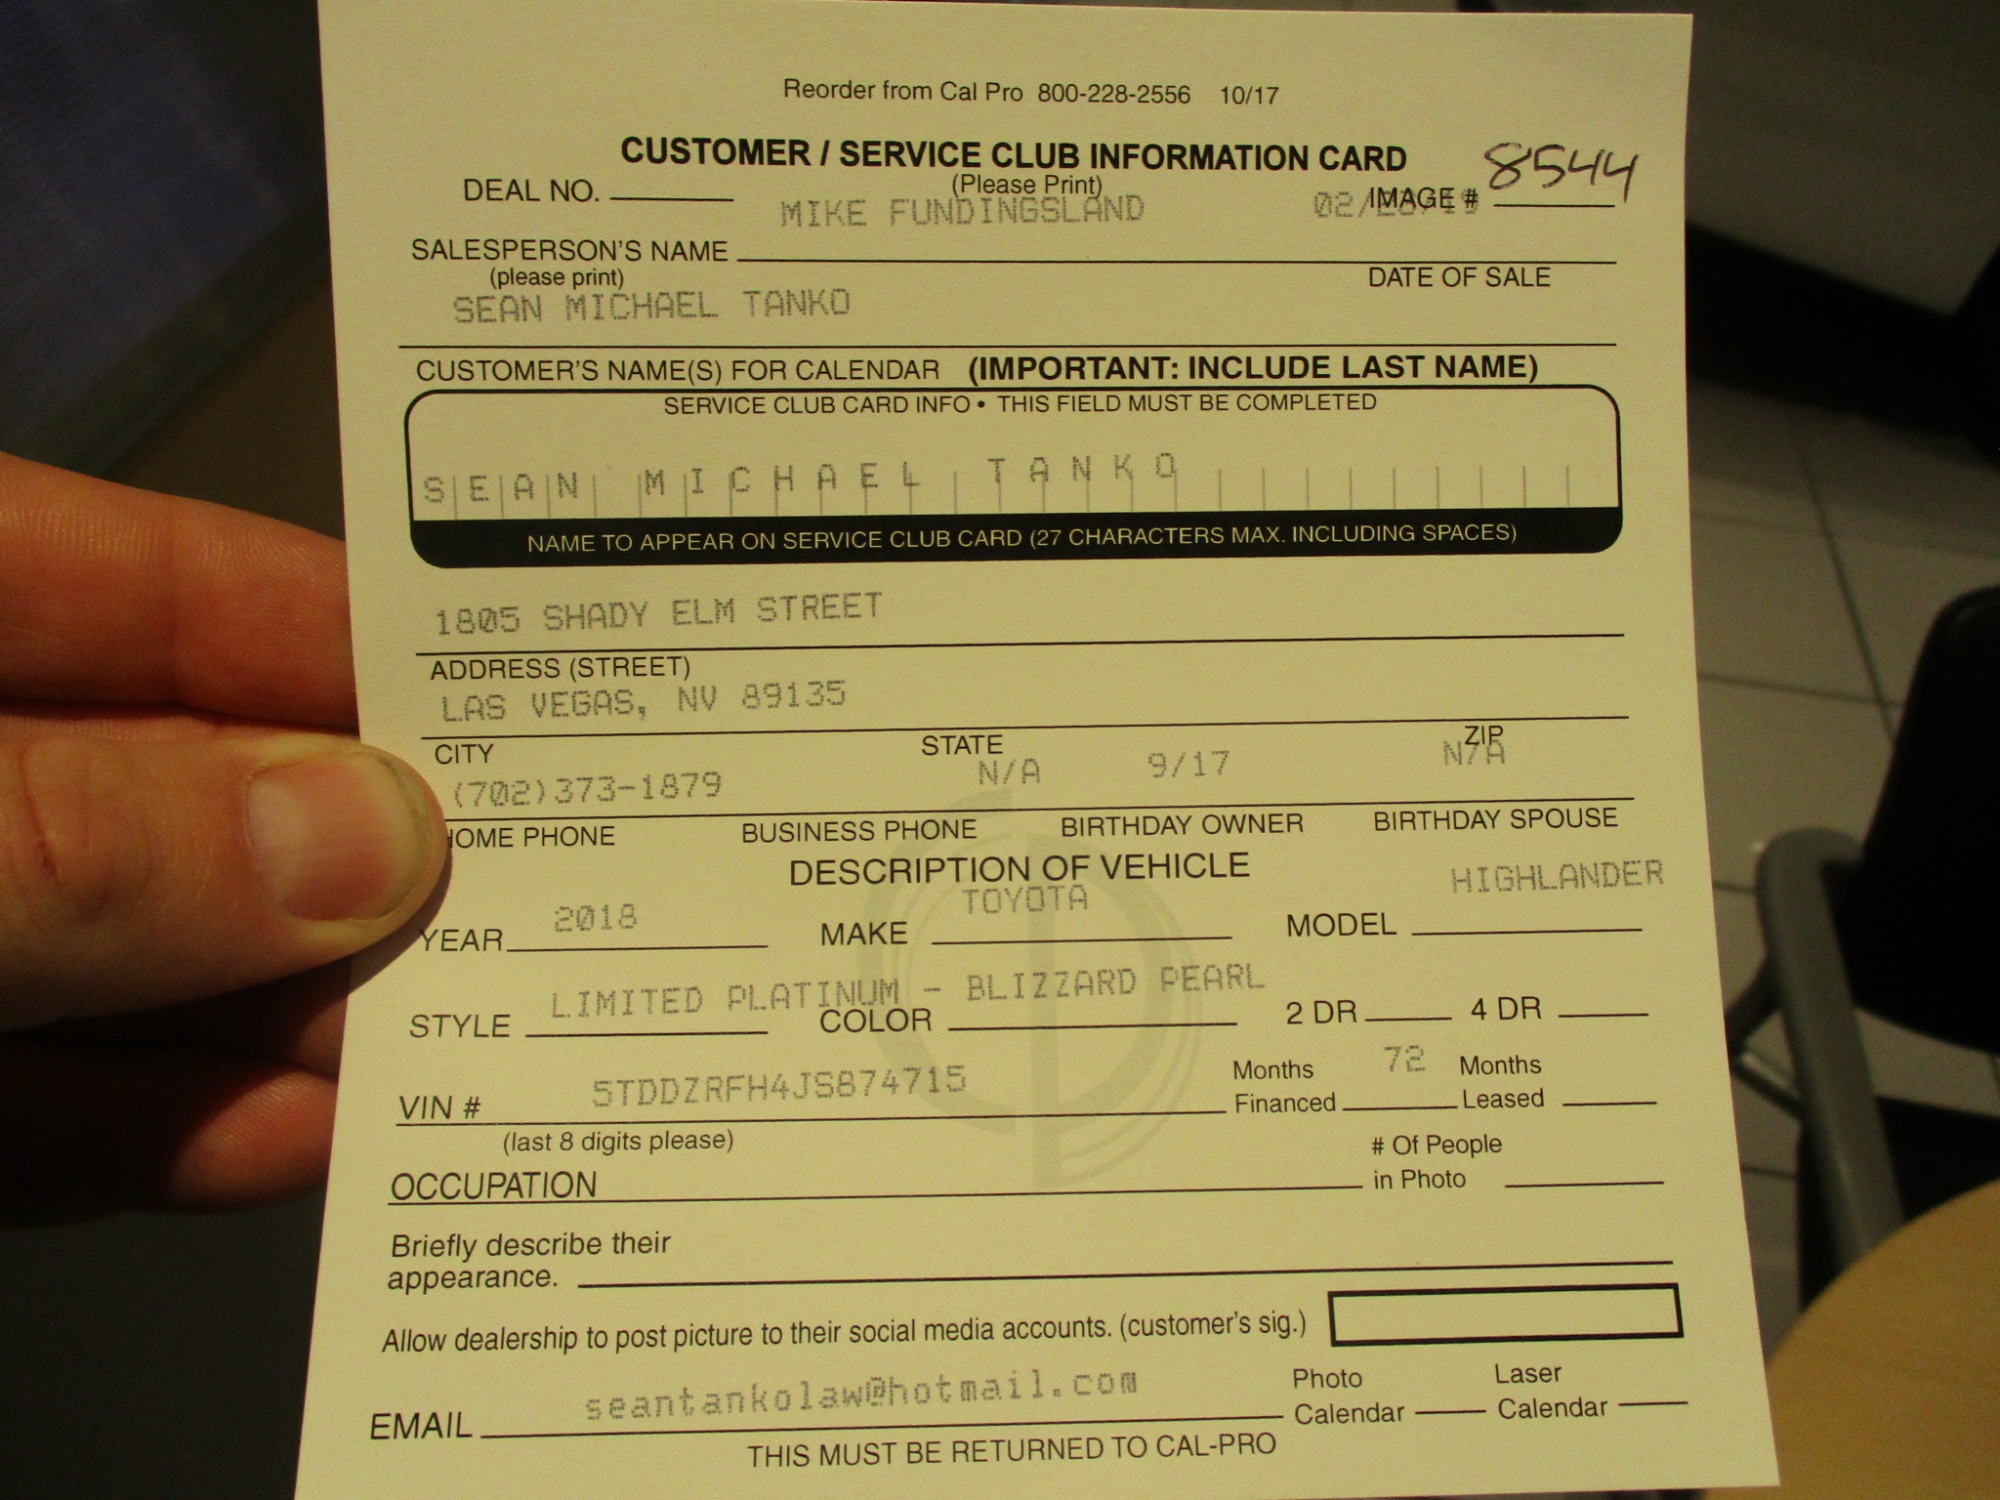 Reorder from Cal Pro 800-228-2556 10/17
CUSTOMER / SERVICE CLUB INFORMATION CARD
8544
DEAL NO. (Please Print) IMAGE #
MIKE FUNDINGSLAND
SALESPERSON'S NAME
(please print) DATE OF SALE
SEAN MICHAEL TANKO
CUSTOMER'S NAME(S) FOR CALENDAR (IMPORTANT: INCLUDE LAST NAME)
SERVICE CLUB CARD INFO • THIS FIELD MUST BE COMPLETED
SEAN MICHAEL TANKO
NAME TO APPEAR ON SERVICE CLUB CARD (27 CHARACTERS MAX. INCLUDING SPACES)
1805 SHADY ELM STREET
ADDRESS (STREET)
LAS VEGAS, NV 89135
CITY STATE ZIP
(702)373-1879 N/A 9/17 N/A
HOME PHONE BUSINESS PHONE BIRTHDAY OWNER BIRTHDAY SPOUSE
DESCRIPTION OF VEHICLE
YEAR 2018 MAKE TOYOTA MODEL HIGHLANDER
LIMITED PLATINUM - BLIZZARD PEARL
STYLE COLOR 2 DR 4 DR
VIN # 5TDDZRFH4JS874715 Months Financed 72 Months Leased
(last 8 digits please)
OCCUPATION # Of People in Photo
Briefly describe their
appearance.
Allow dealership to post picture to their social media accounts. (customer's sig.)
EMAIL seantankolaw@hotmail.com Photo Calendar Laser Calendar
THIS MUST BE RETURNED TO CAL-PRO